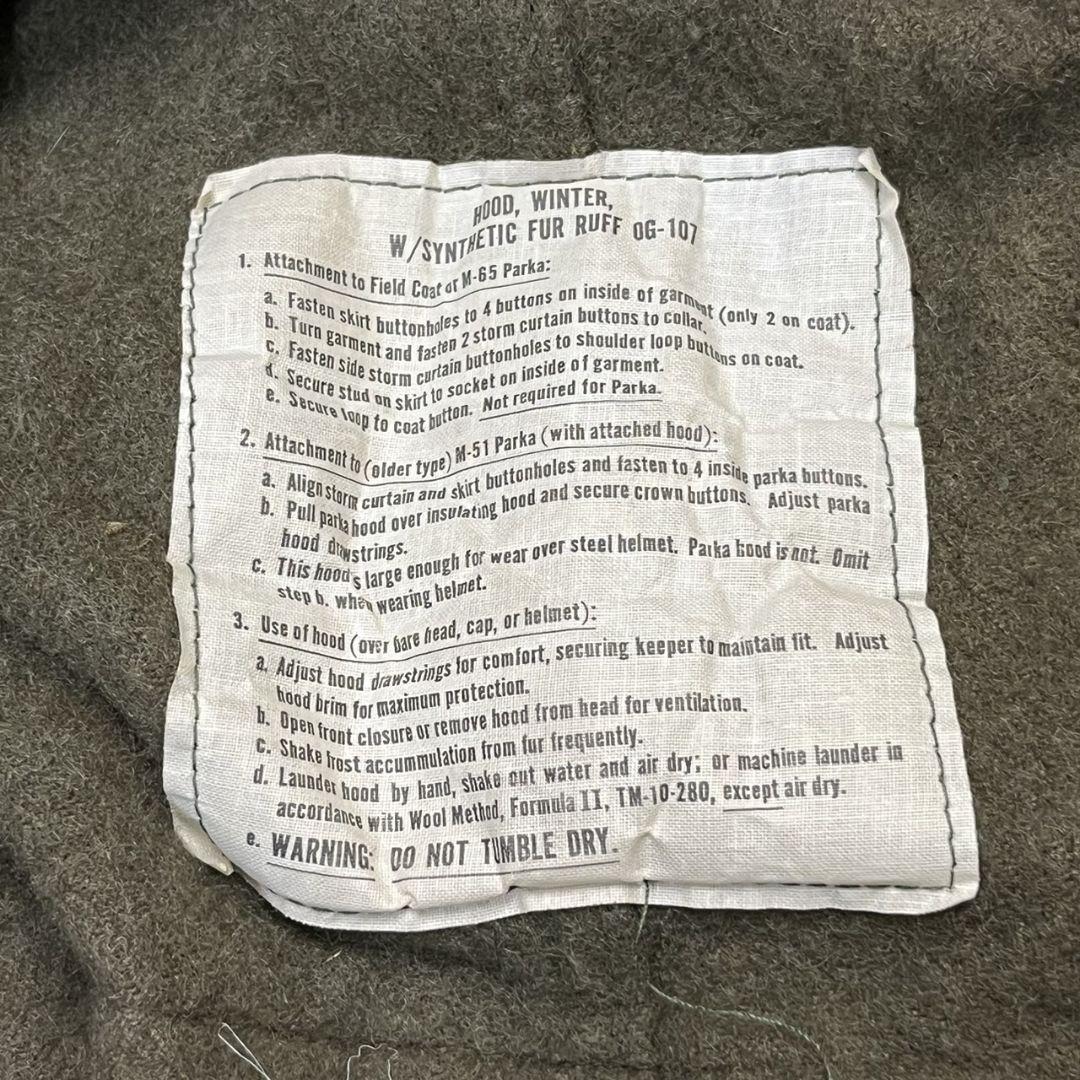 HOOD, WINTER,
W/SYNTHETIC FUR RUFF OG-107
1. Attachment to Field Coat or M-65 Parka:
a. Fasten skirt buttonholes to 4 buttons on inside of garment (only 2 on coat).
b. Turn garment and fasten 2 storm curtain buttons to collar.
c. Fasten side storm curtain buttonholes to shoulder loop buttons on coat.
d. Secure stud on skirt to socket on inside of garment.
e. Secure loop to coat button. Not required for Parka.
2. Attachment to (older type) M-51 Parka (with attached hood):
a. Align storm curtain and skirt buttonholes and fasten to 4 inside parka buttons.
b. Pull parka hood over insulating hood and secure crown buttons. Adjust parka
hood drawstrings.
c. This hood's large enough for wear over steel helmet. Parka hood is not. Omit
step b. when wearing helmet.
3. Use of hood (over bare head, cap, or helmet):
a. Adjust hood drawstrings for comfort, securing keeper to maintain fit. Adjust
hood brim for maximum protection.
b. Open front closure or remove hood from head for ventilation.
c. Shake frost accummulation from fur frequently.
d. Launder hood by hand, shake out water and air dry; or machine launder in
accordance with Wool Method, Formula II, TM-10-280, except air dry.
e. WARNING: DO NOT TUMBLE DRY.